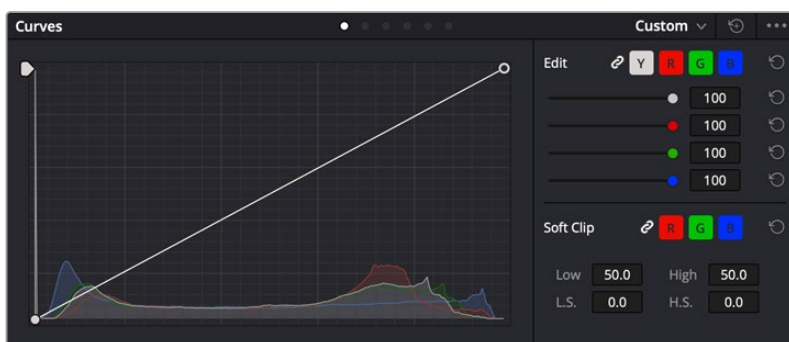 Curves Custom
Edit Y R G B
100
100
100
100
Soft Clip R G B
Low 50.0 High 50.0
L.S. 0.0 H.S. 0.0